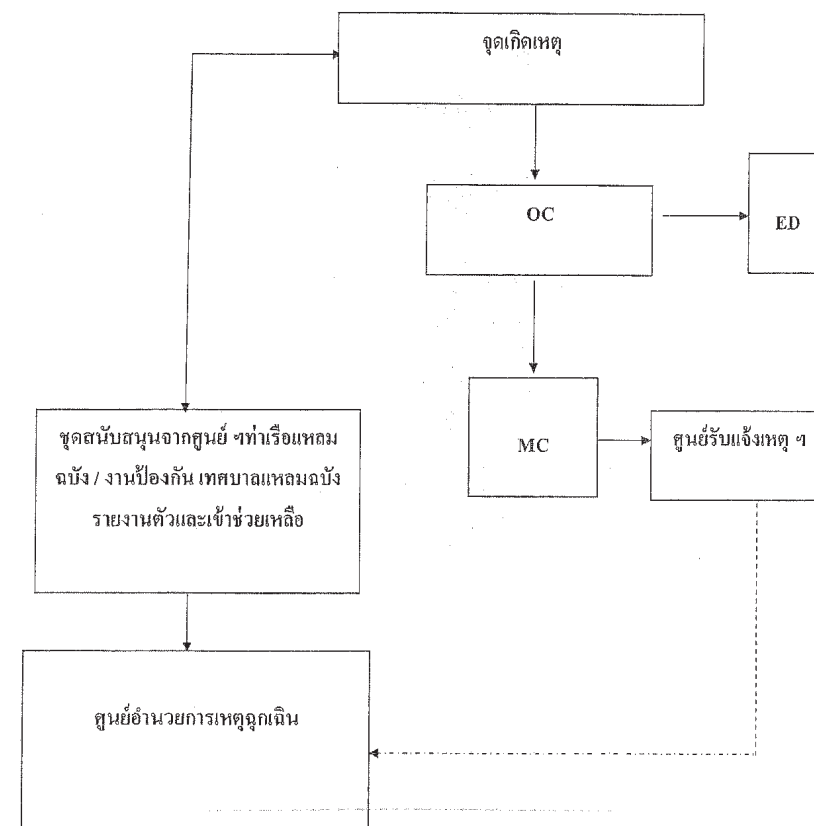 จุดเกิดเหตุ
OC
ED
ชุดสนับสนุนจากศูนย์ ฯท่าเรือแหลม
ฉบัง / งานป้องกัน เทศบาลแหลมฉบัง
รายงานตัวและเข้าช่วยเหลือ
MC
ศูนย์รับแจ้งเหตุ ฯ
ศูนย์อำนวยการเหตุฉุกเฉิน